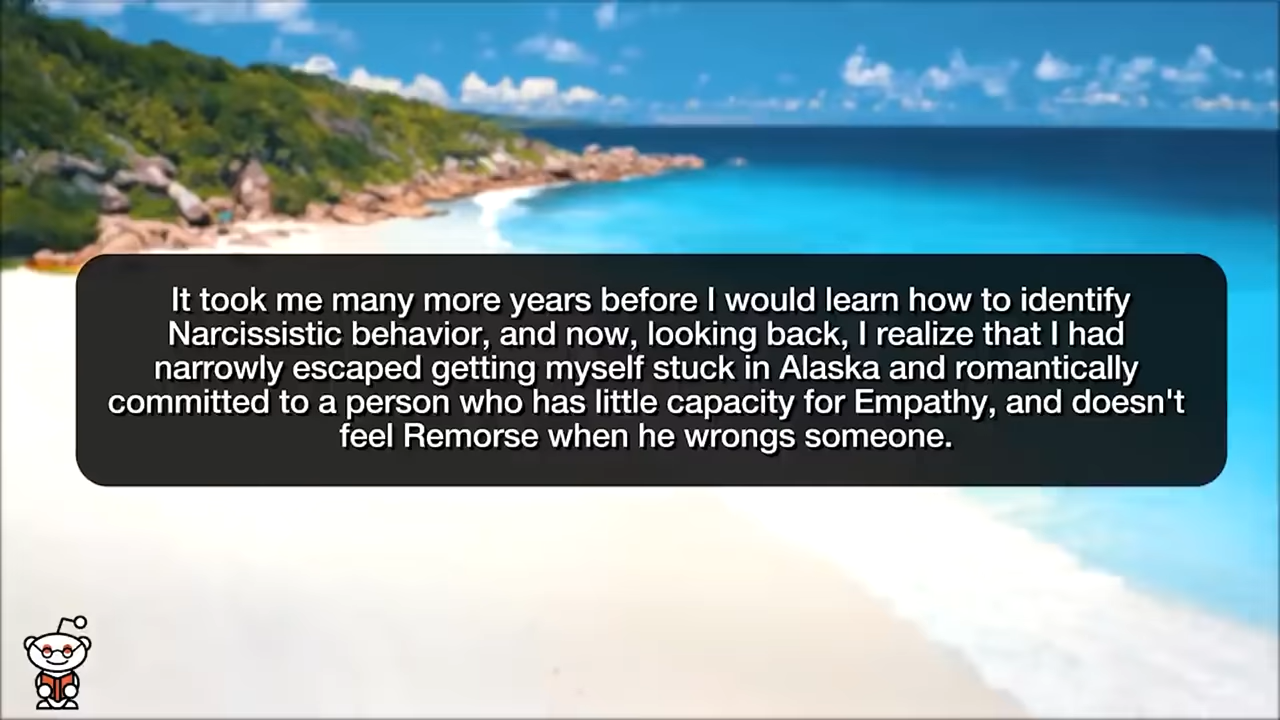 It took me many more years before I would learn how to identify
Narcissistic behavior, and now, looking back, I realize that I had
narrowly escaped getting myself stuck in Alaska and romantically
committed to a person who has little capacity for Empathy, and doesn't
feel Remorse when he wrongs someone.